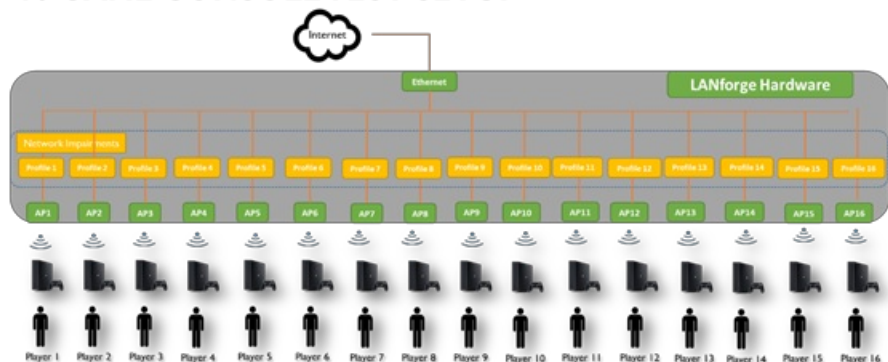 Internet
Ethernet
LANforge Hardware
Network Impairments
Profile 1 Profile 2 Profile 3 Profile 4 Profile 5 Profile 6 Profile 7 Profile 8 Profile 9 Profile 10 Profile 11 Profile 12 Profile 13 Profile 14 Profile 15 Profile 16
AP1 AP2 AP3 AP4 AP5 AP6 AP7 AP8 AP9 AP10 AP11 AP12 AP13 AP14 AP15 AP16
Player 1 Player 2 Player 3 Player 4 Player 5 Player 6 Player 7 Player 8 Player 9 Player 10 Player 11 Player 12 Player 13 Player 14 Player 15 Player 16